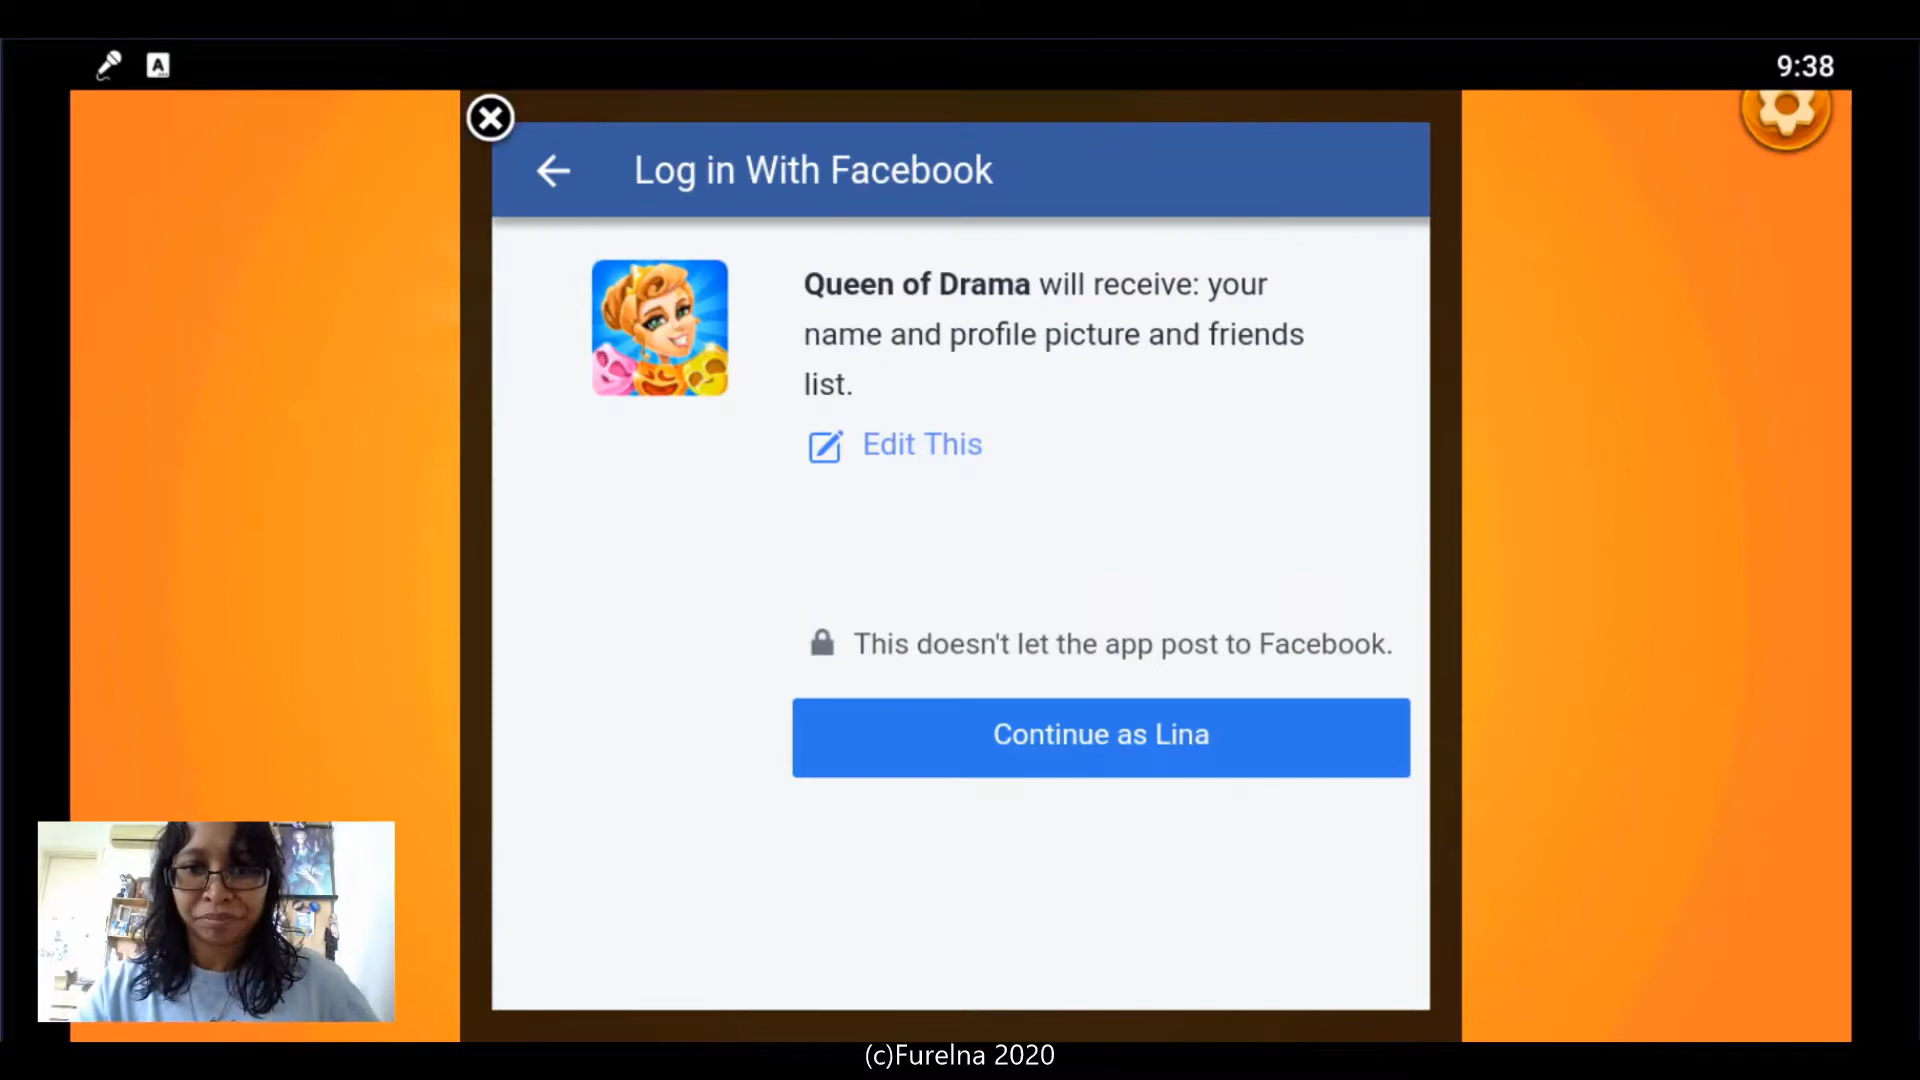 A
9:38
Log in With Facebook
Queen of Drama will receive: your
name and profile picture and friends
list.
Edit This
This doesn't let the app post to Facebook.
Continue as Lina
(c)Furelna 2020